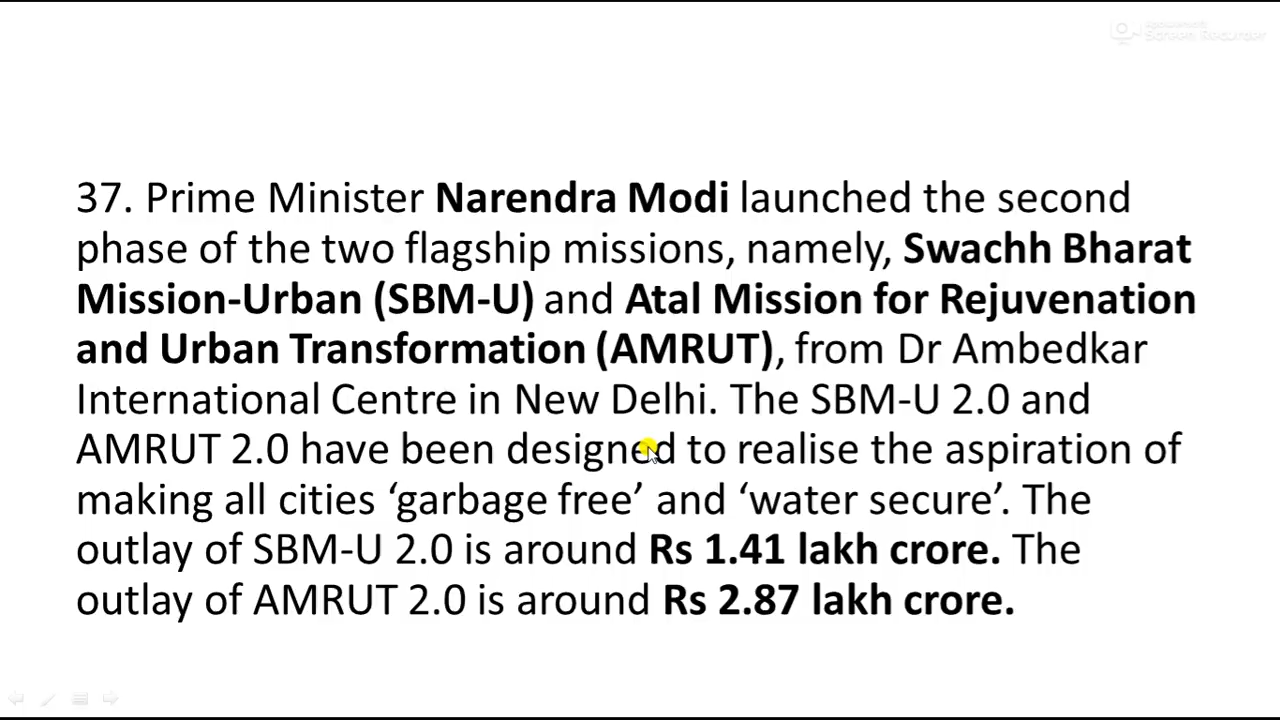 Screen Recorder
37. Prime Minister Narendra Modi launched the second
phase of the two flagship missions, namely, Swachh Bharat
Mission-Urban (SBM-U) and Atal Mission for Rejuvenation
and Urban Transformation (AMRUT), from Dr Ambedkar
International Centre in New Delhi. The SBM-U 2.0 and
AMRUT 2.0 have been designed to realise the aspiration of
making all cities ‘garbage free’ and ‘water secure’. The
outlay of SBM-U 2.0 is around Rs 1.41 lakh crore. The
outlay of AMRUT 2.0 is around Rs 2.87 lakh crore.